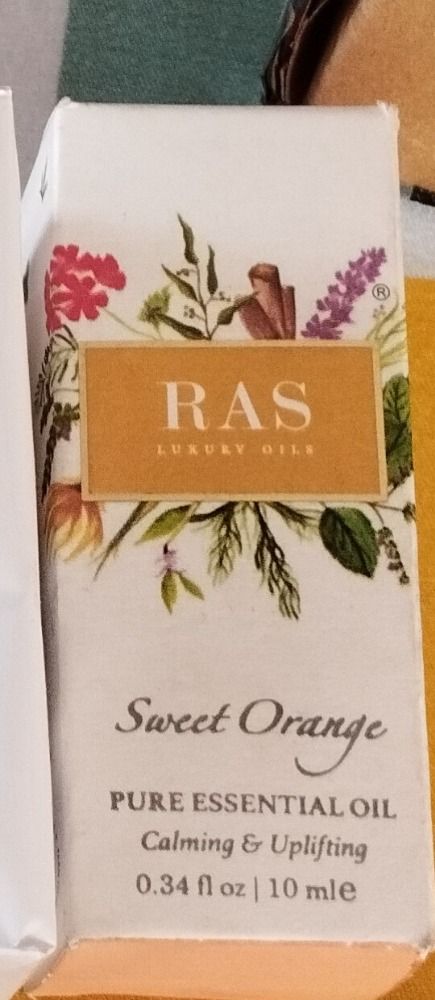 ®
RAS
LUXURY OILS
Sweet Orange
PURE ESSENTIAL OIL
Calming & Uplifting
0.34 fl oz | 10 ml℮